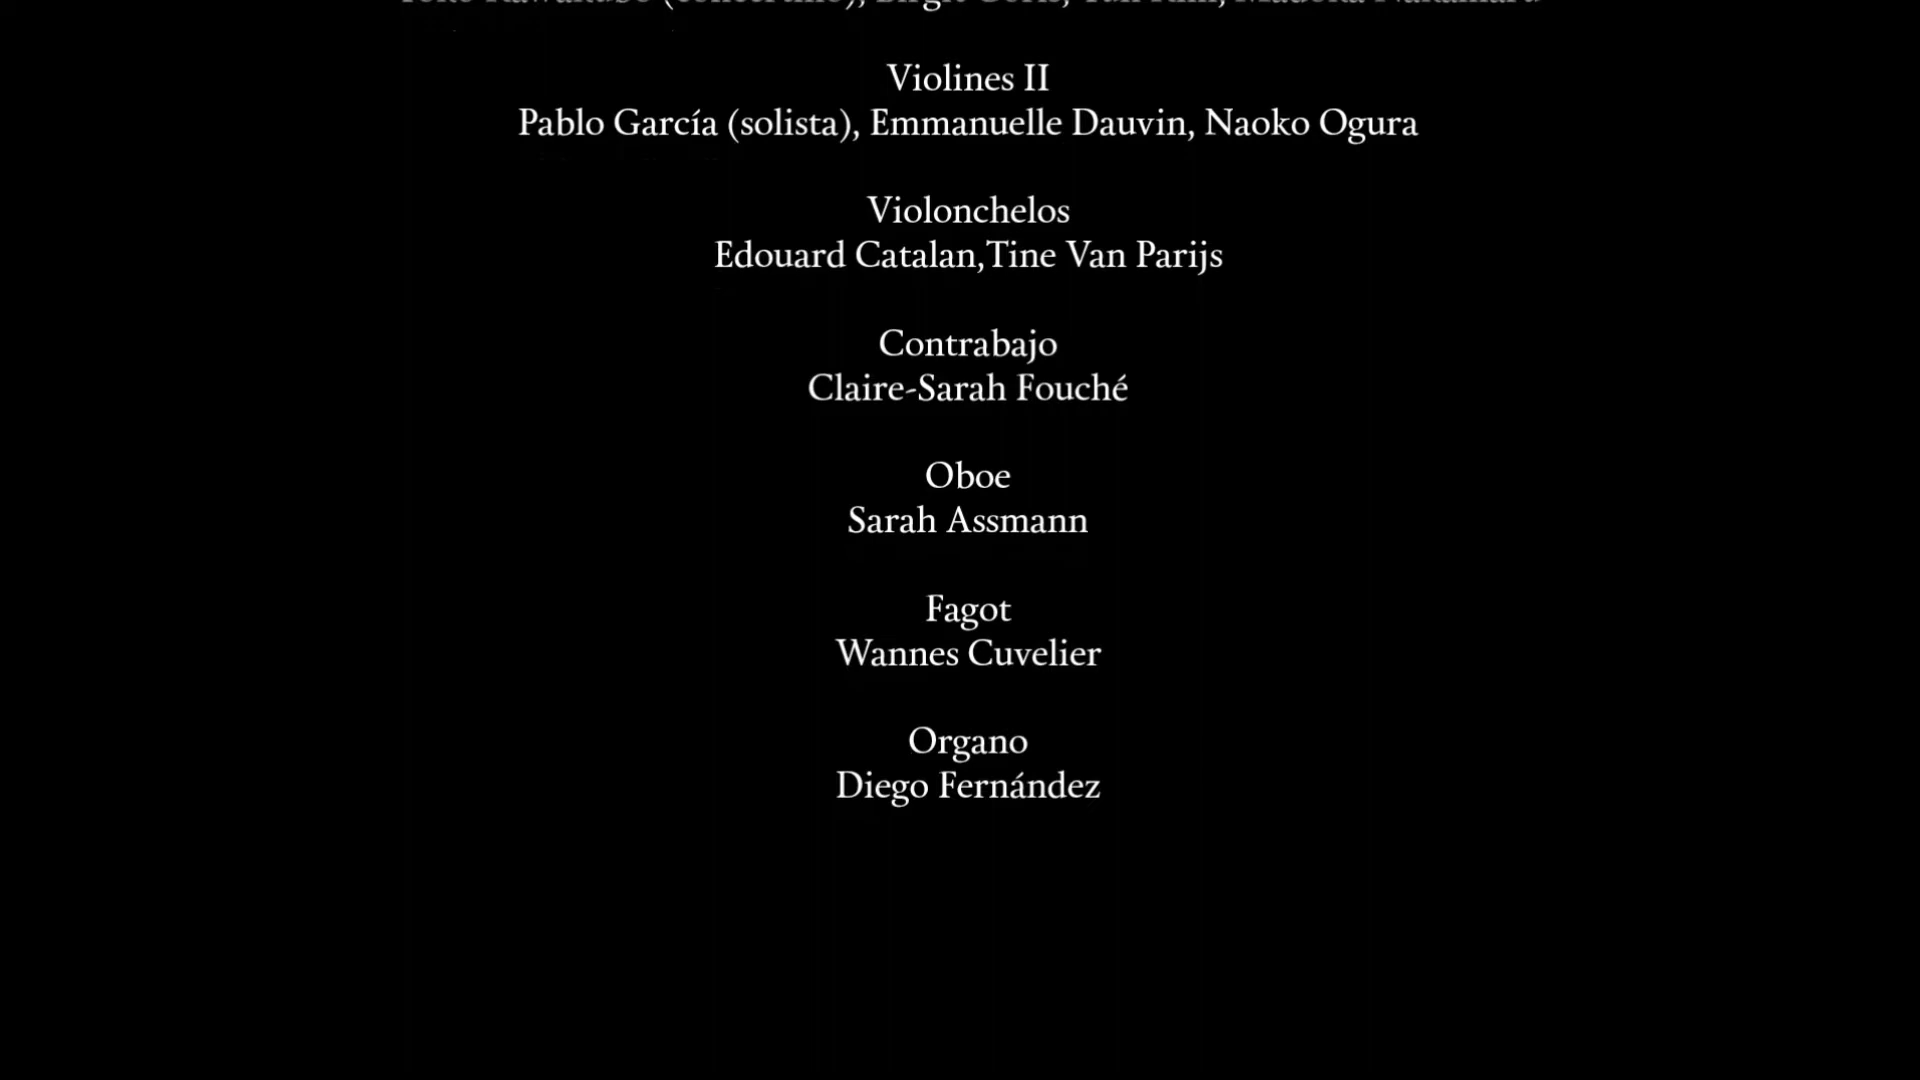 Violines II
Pablo García (solista), Emmanuelle Dauvin, Naoko Ogura
Violonchelos
Edouard Catalan,Tine Van Parijs
Contrabajo
Claire-Sarah Fouché
Oboe
Sarah Assmann
Fagot
Wannes Cuvelier
Organo
Diego Fernández